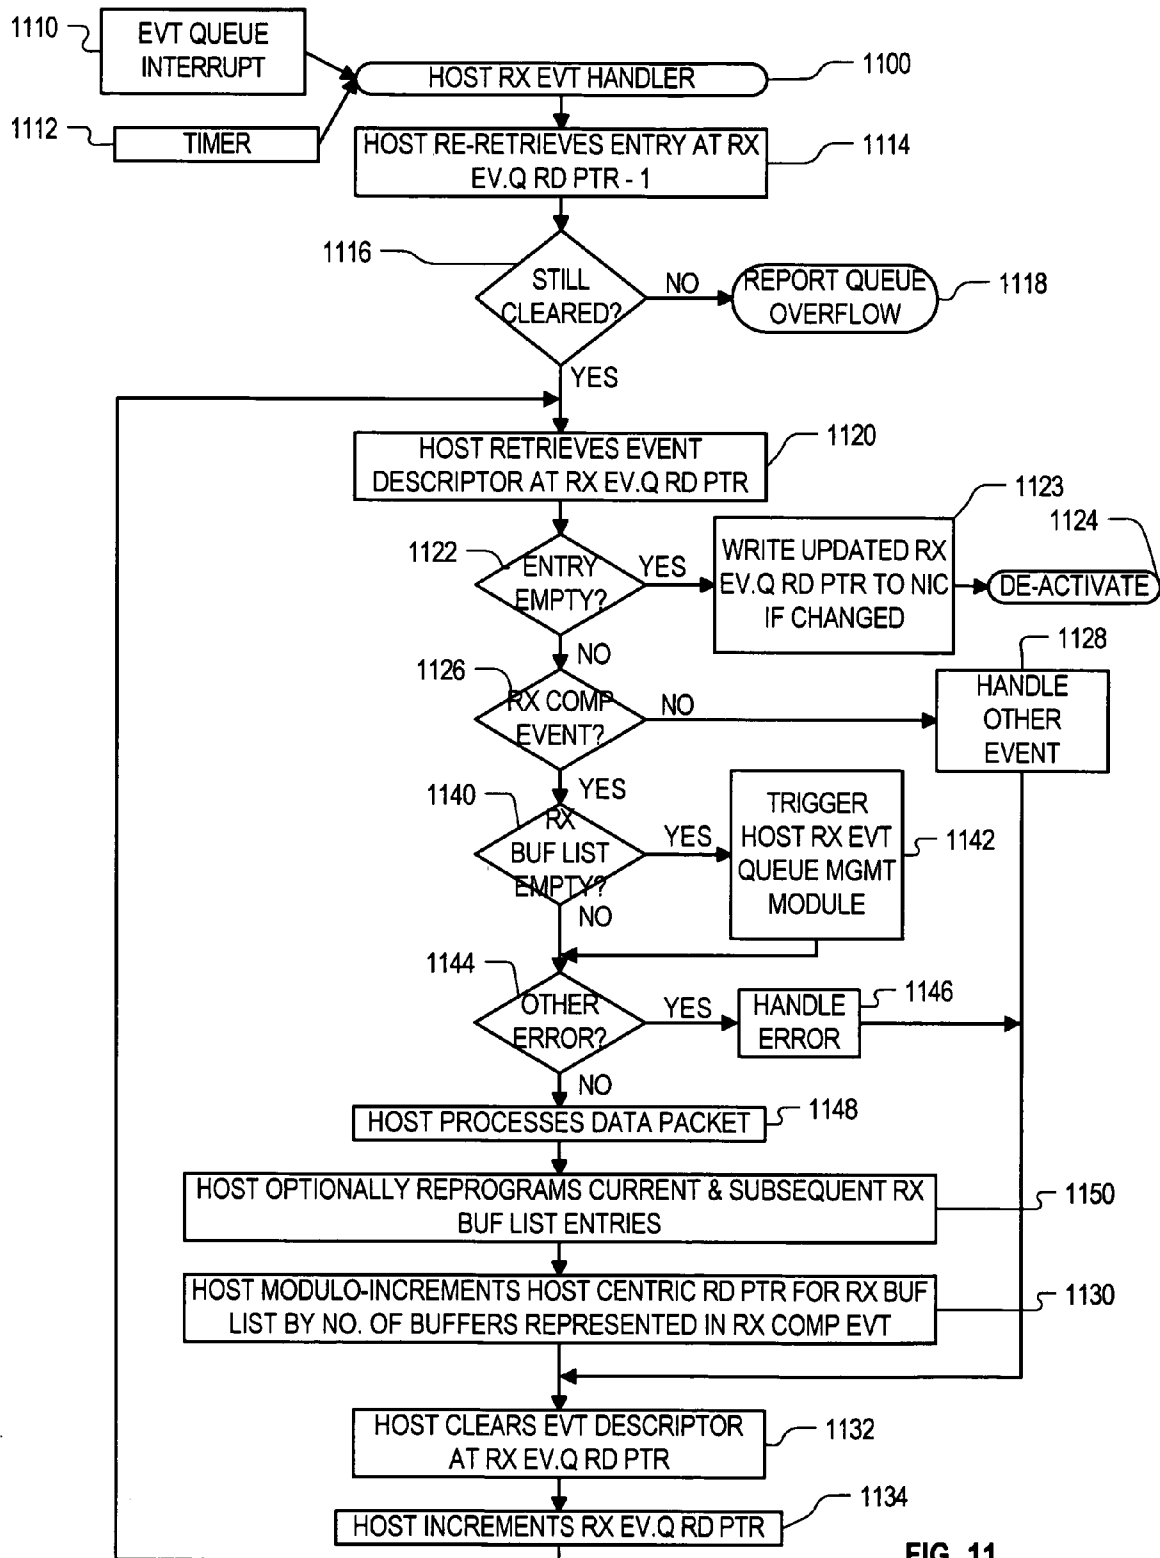 1110
EVT QUEUE
INTERRUPT
HOST RX EVT HANDLER
1100
1112
TIMER
HOST RE-RETRIEVES ENTRY AT RX
EV.Q RD PTR - 1
1114
1116
STILL
CLEARED?
NO
REPORT QUEUE
OVERFLOW
1118
YES
HOST RETRIEVES EVENT
DESCRIPTOR AT RX EV.Q RD PTR
1120
1122
ENTRY
EMPTY?
YES
WRITE UPDATED RX
EV.Q RD PTR TO NIC
IF CHANGED
1123
1124
DE-ACTIVATE
NO
1126
RX COMP
EVENT?
NO
1128
HANDLE
OTHER
EVENT
YES
1140
RX
BUF LIST
EMPTY?
YES
TRIGGER
HOST RX EVT
QUEUE MGMT
MODULE
1142
NO
1144
OTHER
ERROR?
YES
HANDLE
ERROR
1146
NO
HOST PROCESSES DATA PACKET
1148
HOST OPTIONALLY REPROGRAMS CURRENT & SUBSEQUENT RX
BUF LIST ENTRIES
1150
HOST MODULO-INCREMENTS HOST CENTRIC RD PTR FOR RX BUF
LIST BY NO. OF BUFFERS REPRESENTED IN RX COMP EVT
1130
HOST CLEARS EVT DESCRIPTOR
AT RX EV.Q RD PTR
1132
HOST INCREMENTS RX EV.Q RD PTR
1134
FIG. 11